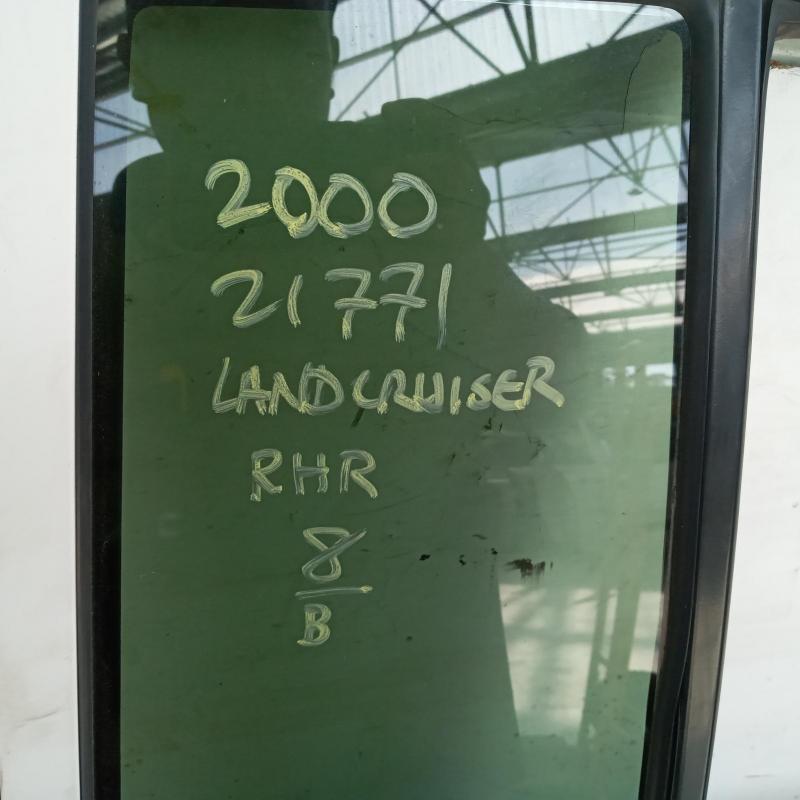 2000
21771
LANDCRUISER
RHR
8
B